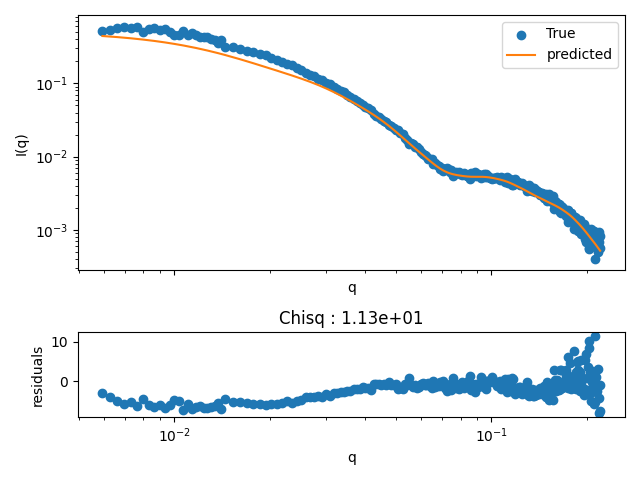 True
predicted
10⁻¹
10⁻²
10⁻³
I(q)
q
Chisq : 1.13e+01
10
0
residuals
10⁻²
10⁻¹
q